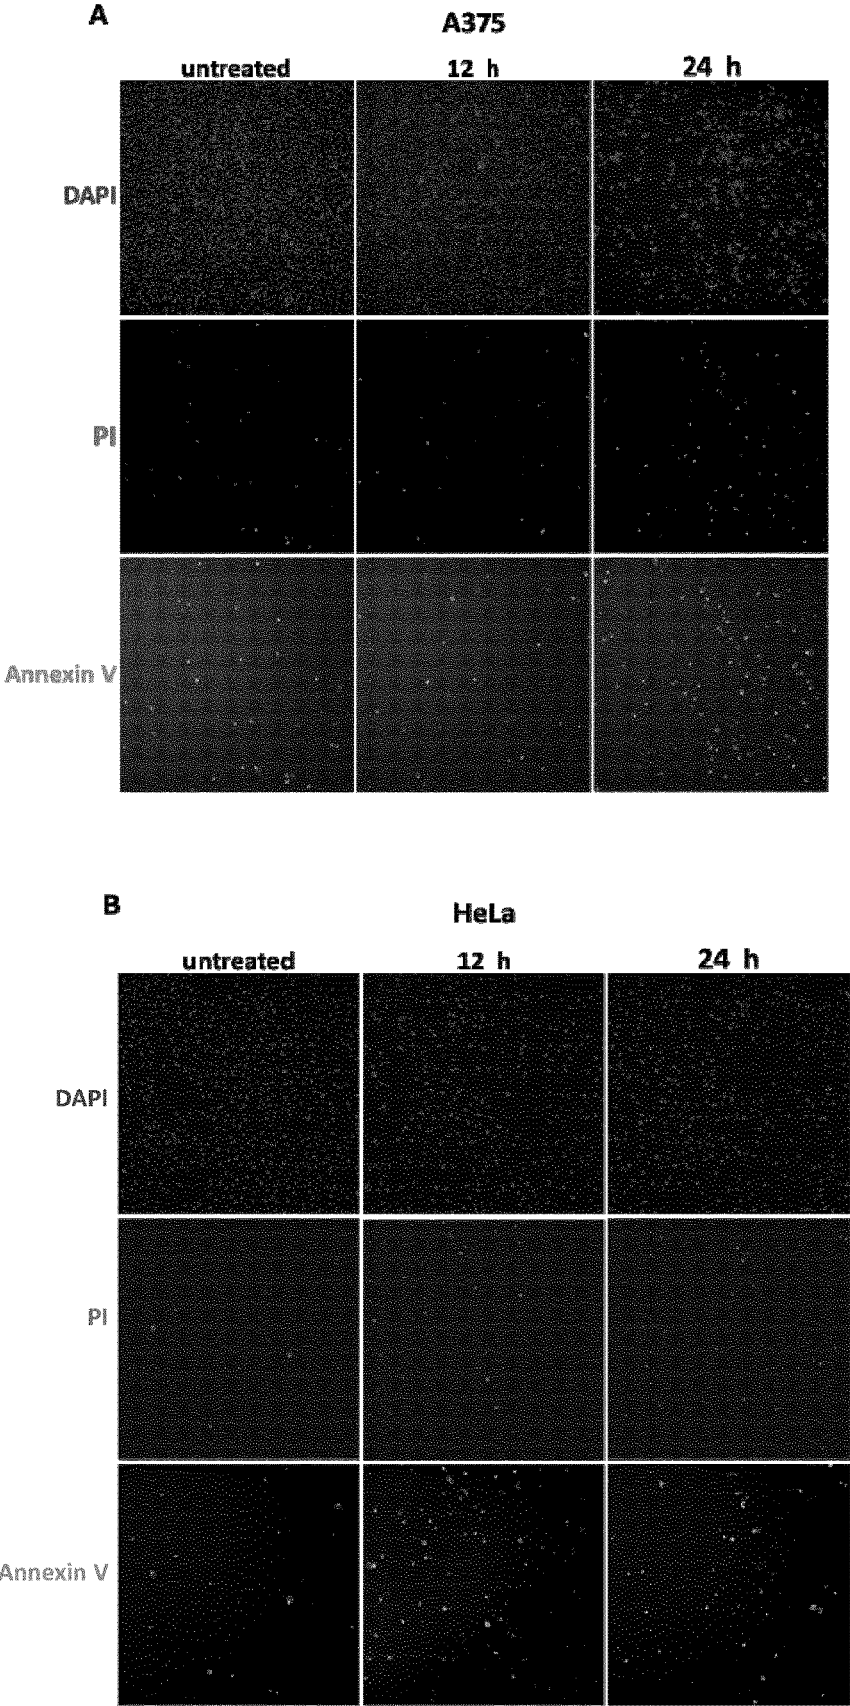 A
A375
untreated 12 h 24 h
DAPI
PI
Annexin V
B
HeLa
untreated 12 h 24 h
DAPI
PI
Annexin V